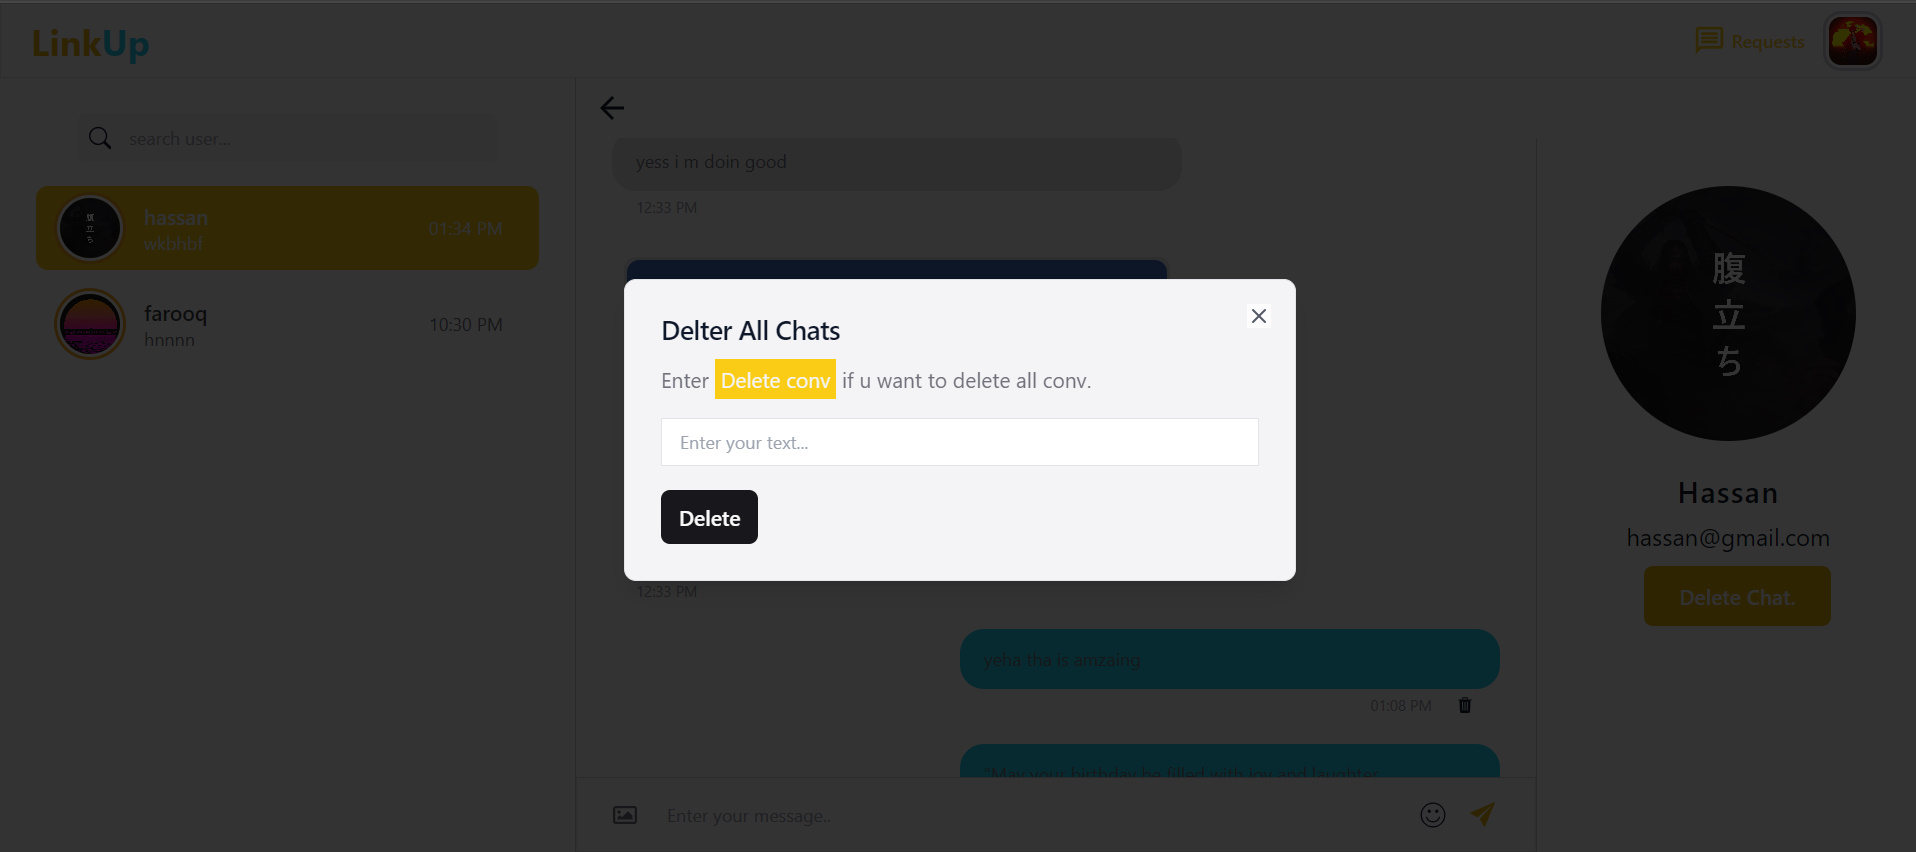 LinkUp
Requests
search user...
hassan
01:34 PM
wkbhbf
farooq
10:30 PM
hnnnn
yess i m doin good
12:33 PM
Delter All Chats
Enter Delete conv if u want to delete all conv.
Enter your text...
Delete
12:33 PM
yeha tha is amzaing
01:08 PM
"May your birthday be filled with joy and laughter
Enter your message..
腹
立
ち
Hassan
hassan@gmail.com
Delete Chat.